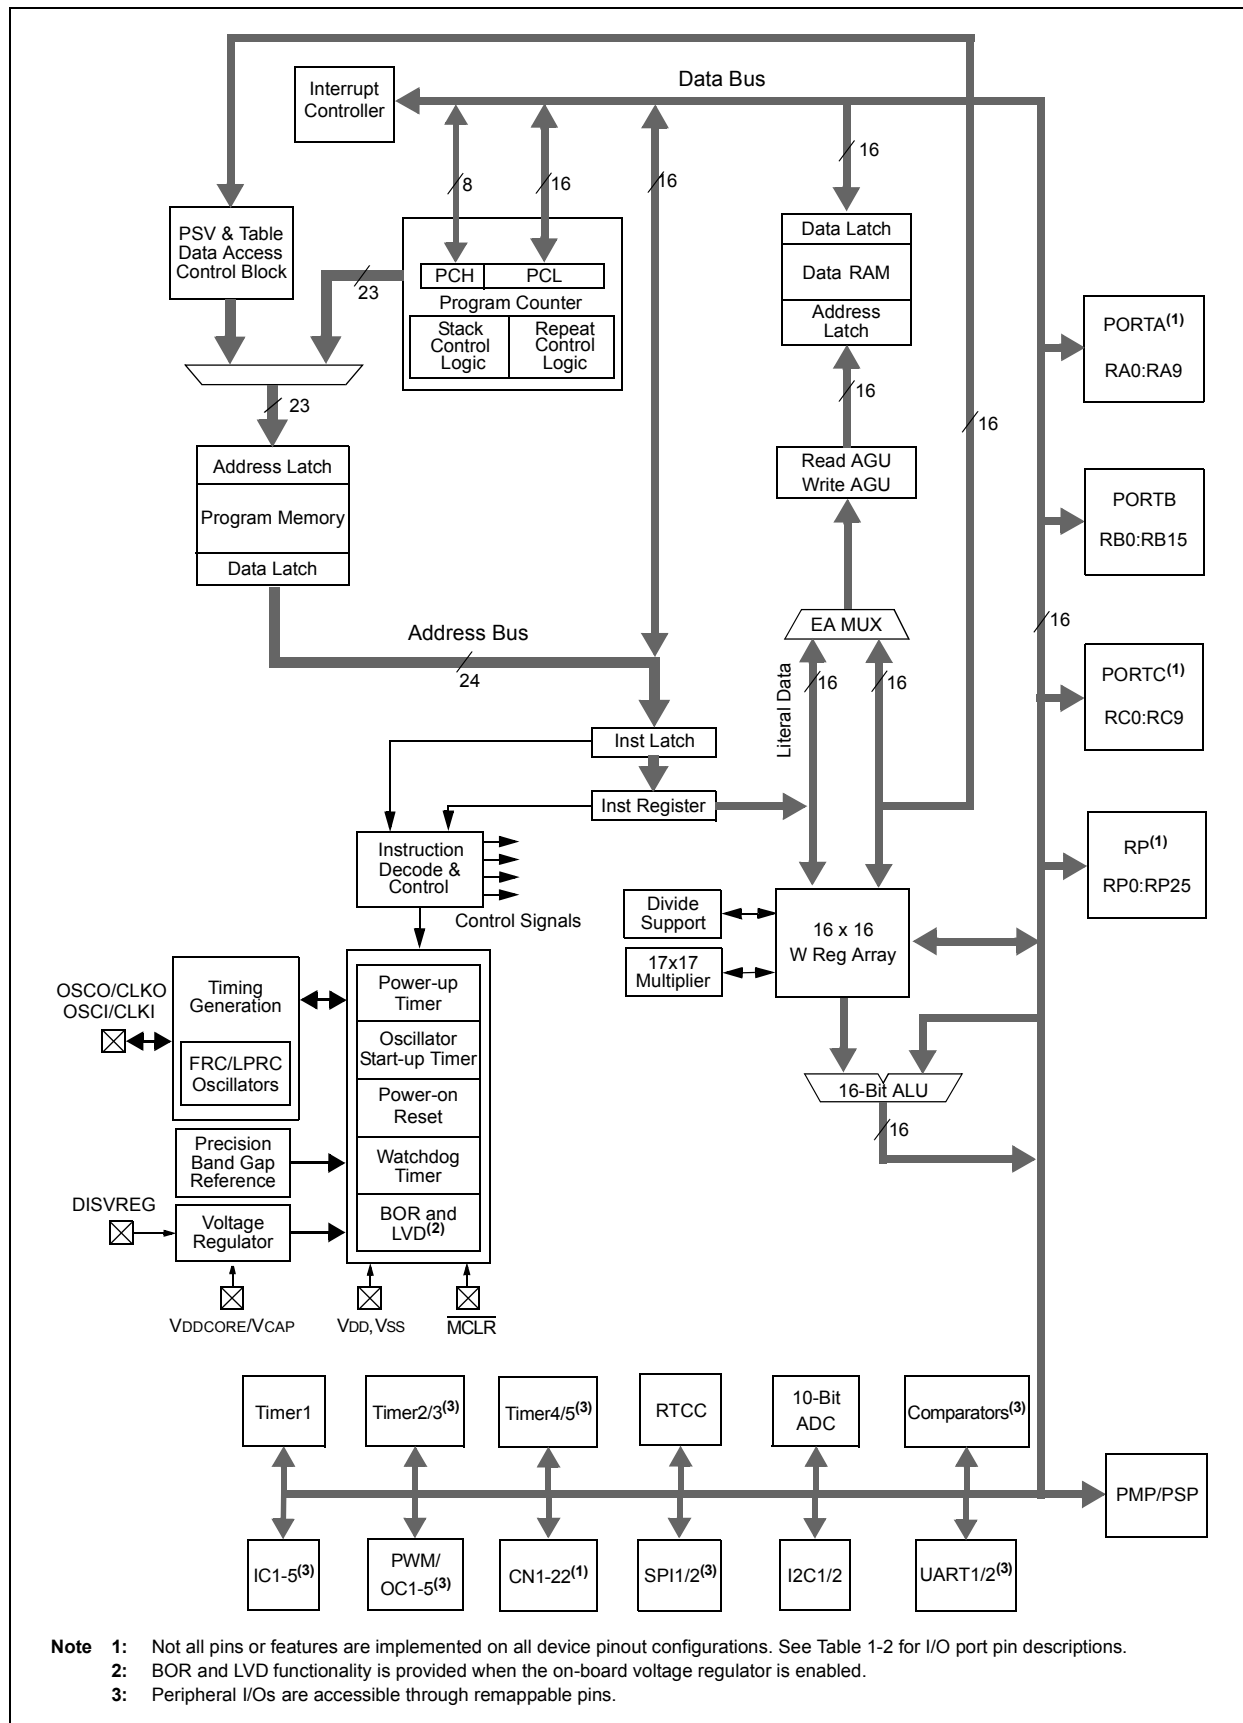 Data Bus
Interrupt
Controller
16
8
16
16
PSV & Table
Data Access
Control Block
Data Latch
Data RAM
Address
Latch
23
PCH
PCL
Program Counter
Stack
Control
Logic
Repeat
Control
Logic
PORTA(1)
RA0:RA9
23
16
16
Address Latch
Program Memory
Data Latch
Read AGU
Write AGU
PORTB
RB0:RB15
EA MUX
Address Bus
24
16
Literal Data
16
16
PORTC(1)
RC0:RC9
Inst Latch
Inst Register
Instruction
Decode &
Control
Control Signals
RP(1)
RP0:RP25
Divide
Support
17x17
Multiplier
16 x 16
W Reg Array
OSCO/CLKO
OSCI/CLKI
Timing
Generation
FRC/LPRC
Oscillators
Power-up
Timer
Oscillator
Start-up Timer
Power-on
Reset
Watchdog
Timer
BOR and
LVD(2)
16-Bit ALU
16
Precision
Band Gap
Reference
DISVREG
Voltage
Regulator
VDDCORE/VCAP
VDD, VSS
MCLR
Timer1
Timer2/3(3)
Timer4/5(3)
RTCC
10-Bit
ADC
Comparators(3)
PMP/PSP
IC1-5(3)
PWM/
OC1-5(3)
CN1-22(1)
SPI1/2(3)
I2C1/2
UART1/2(3)
Note 1: Not all pins or features are implemented on all device pinout configurations. See Table 1-2 for I/O port pin descriptions.
2: BOR and LVD functionality is provided when the on-board voltage regulator is enabled.
3: Peripheral I/Os are accessible through remappable pins.